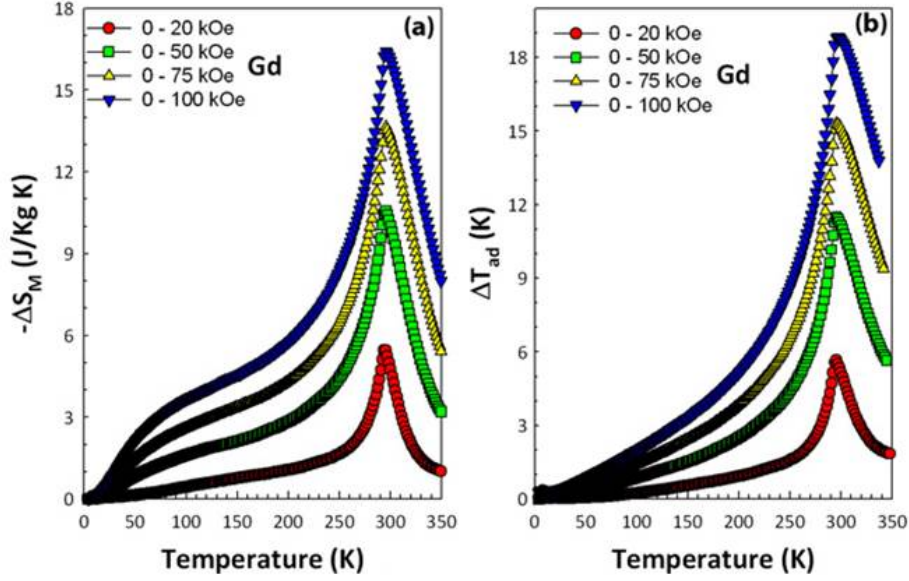 (a)
0 - 20 kOe
0 - 50 kOe
0 - 75 kOe
0 - 100 kOe
Gd
-18
15
12
9
6
3
0
-ΔS_M (J/Kg K)
0 50 100 150 200 250 300 350
Temperature (K)
(b)
0 - 20 kOe
0 - 50 kOe
0 - 75 kOe
0 - 100 kOe
Gd
18
15
12
9
6
3
0
ΔT_ad (K)
0 50 100 150 200 250 300 350
Temperature (K)